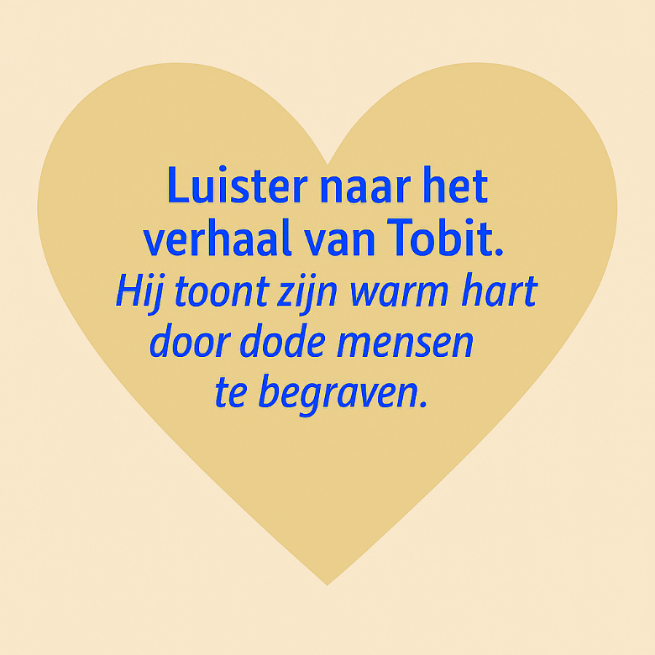 Luister naar het
verhaal van Tobit.
Hij toont zijn warm hart
door dode mensen
te begraven.